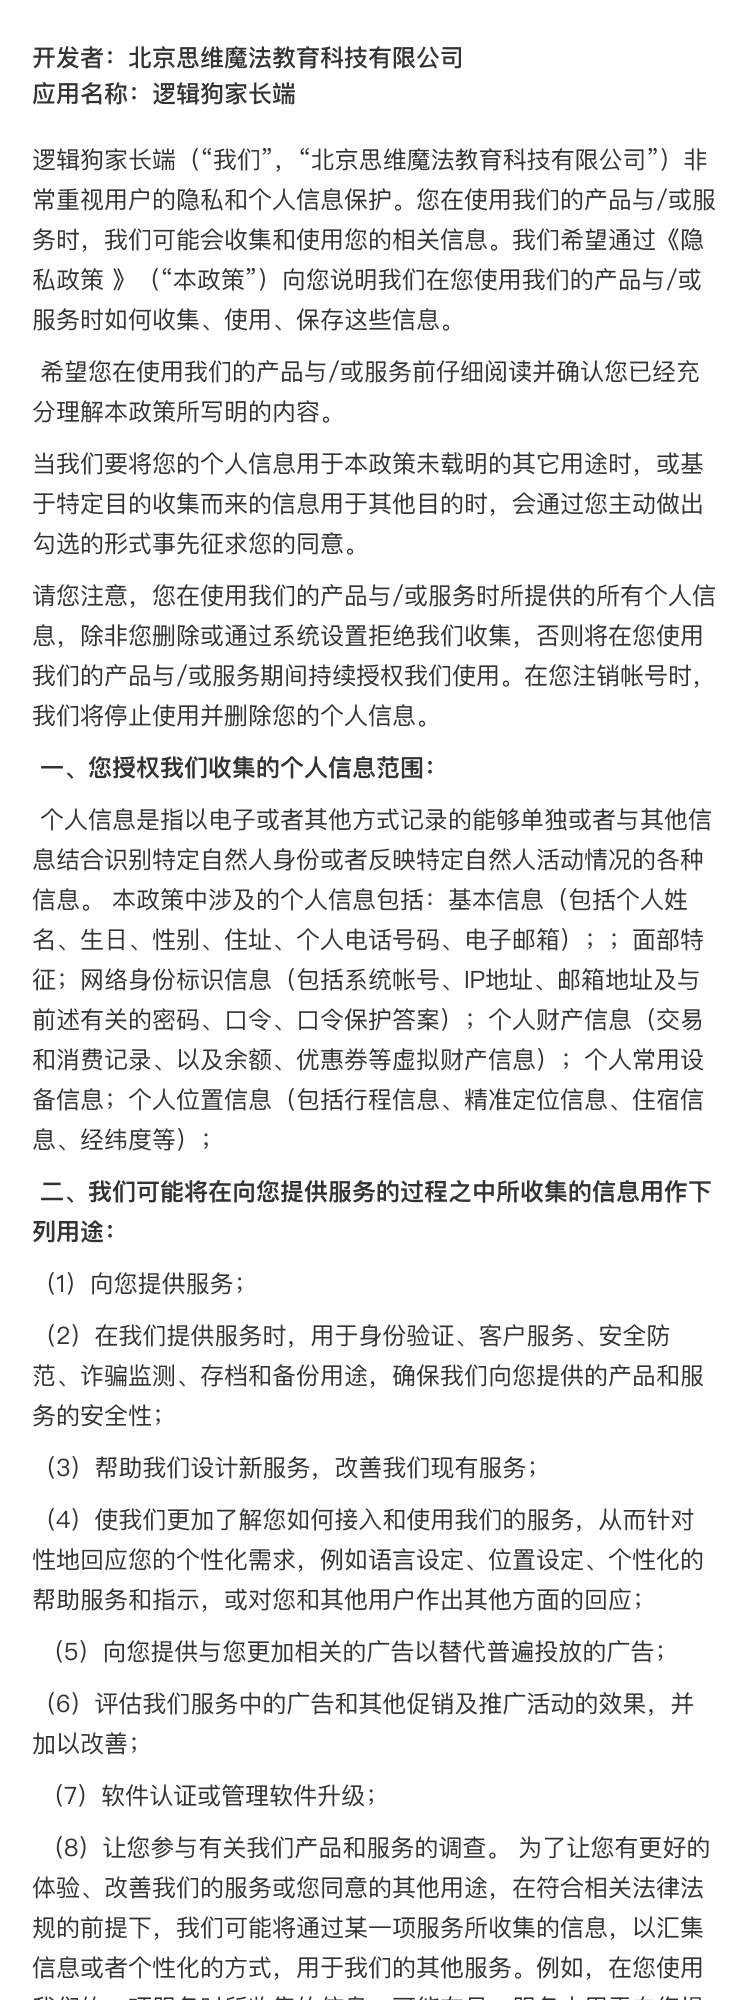 开发者：北京思维魔法教育科技有限公司
应用名称：逻辑狗家长端
逻辑狗家长端（“我们”，“北京思维魔法教育科技有限公司”）非
常重视用户的隐私和个人信息保护。您在使用我们的产品与/或服
务时，我们可能会收集和使用您的相关信息。我们希望通过《隐
私政策 》（“本政策”）向您说明我们在您使用我们的产品与/或
服务时如何收集、使用、保存这些信息。
希望您在使用我们的产品与/或服务前仔细阅读并确认您已经充
分理解本政策所写明的内容。
当我们要将您的个人信息用于本政策未载明的其它用途时，或基
于特定目的收集而来的信息用于其他目的时，会通过您主动做出
勾选的形式事先征求您的同意。
请您注意，您在使用我们的产品与/或服务时所提供的所有个人信
息，除非您删除或通过系统设置拒绝我们收集，否则将在您使用
我们的产品与/或服务期间持续授权我们使用。在您注销帐号时，
我们将停止使用并删除您的个人信息。
一、您授权我们收集的个人信息范围：
个人信息是指以电子或者其他方式记录的能够单独或者与其他信
息结合识别特定自然人身份或者反映特定自然人活动情况的各种
信息。 本政策中涉及的个人信息包括：基本信息（包括个人姓
名、生日、性别、住址、个人电话号码、电子邮箱）；；面部特
征；网络身份标识信息（包括系统帐号、IP地址、邮箱地址及与
前述有关的密码、口令、口令保护答案）；个人财产信息（交易
和消费记录、以及余额、优惠券等虚拟财产信息）；个人常用设
备信息；个人位置信息（包括行程信息、精准定位信息、住宿信
息、经纬度等）；
二、我们可能将在向您提供服务的过程之中所收集的信息用作下
列用途：
（1）向您提供服务；
（2）在我们提供服务时，用于身份验证、客户服务、安全防
范、诈骗监测、存档和备份用途，确保我们向您提供的产品和服
务的安全性；
（3）帮助我们设计新服务，改善我们现有服务；
（4）使我们更加了解您如何接入和使用我们的服务，从而针对
性地回应您的个性化需求，例如语言设定、位置设定、个性化的
帮助服务和指示，或对您和其他用户作出其他方面的回应；
（5）向您提供与您更加相关的广告以替代普遍投放的广告；
（6）评估我们服务中的广告和其他促销及推广活动的效果，并
加以改善；
（7）软件认证或管理软件升级；
（8）让您参与有关我们产品和服务的调查。 为了让您有更好的
体验、改善我们的服务或您同意的其他用途，在符合相关法律法
规的前提下，我们可能将通过某一项服务所收集的信息，以汇集
信息或者个性化的方式，用于我们的其他服务。例如，在您使用